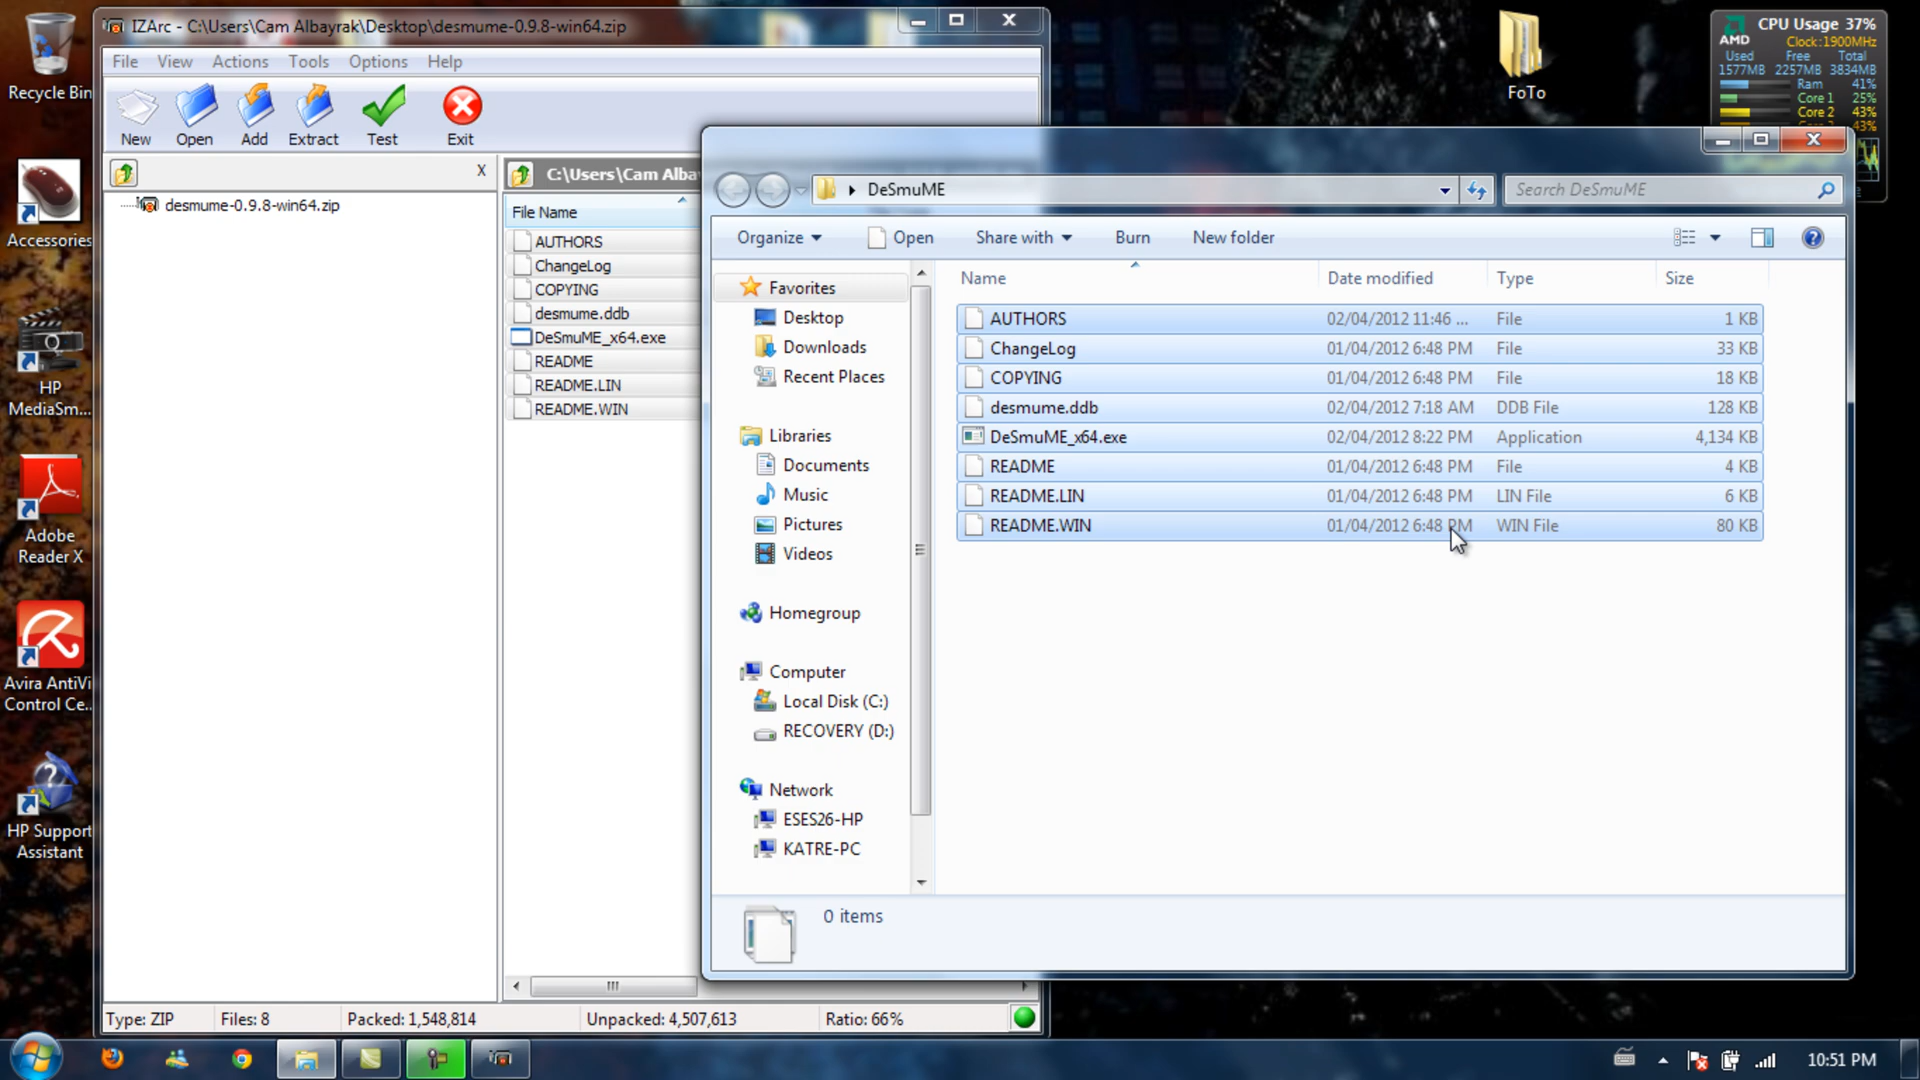 IZArc - C:\Users\Cam Albayrak\Desktop\desmume-0.9.8-win64.zip
File View Actions Tools Options Help
New Open Add Extract Test Exit
X
C:\Users\Cam Alba
desmume-0.9.8-win64.zip
File Name
AUTHORS
ChangeLog
COPYING
desmume.ddb
DeSmuME_x64.exe
README
README.LIN
README.WIN
Type: ZIP Files: 8 Packed: 1,548,814 Unpacked: 4,507,613 Ratio: 66%
Recycle Bin
Accessories
HP
MediaSm...
Adobe
Reader X
Avira AntiVi
Control Ce..
HP Support
Assistant
FoTo
CPU Usage 37%
AMD
Clock:1900MHz
Used Free Total
1577MB 2257MB 3834MB
Ram 41%
Core 1 25%
Core 2 43%
43%
DeSmuME
Search DeSmuME
Organize Open Share with Burn New folder
Favorites
Desktop
Downloads
Recent Places
Libraries
Documents
Music
Pictures
Videos
Homegroup
Computer
Local Disk (C:)
RECOVERY (D:)
Network
ESES26-HP
KATRE-PC
Name Date modified Type Size
AUTHORS 02/04/2012 11:46 ... File 1 KB
ChangeLog 01/04/2012 6:48 PM File 33 KB
COPYING 01/04/2012 6:48 PM File 18 KB
desmume.ddb 02/04/2012 7:18 AM DDB File 128 KB
DeSmuME_x64.exe 02/04/2012 8:22 PM Application 4,134 KB
README 01/04/2012 6:48 PM File 4 KB
README.LIN 01/04/2012 6:48 PM LIN File 6 KB
README.WIN 01/04/2012 6:48 PM WIN File 80 KB
0 items
10:51 PM